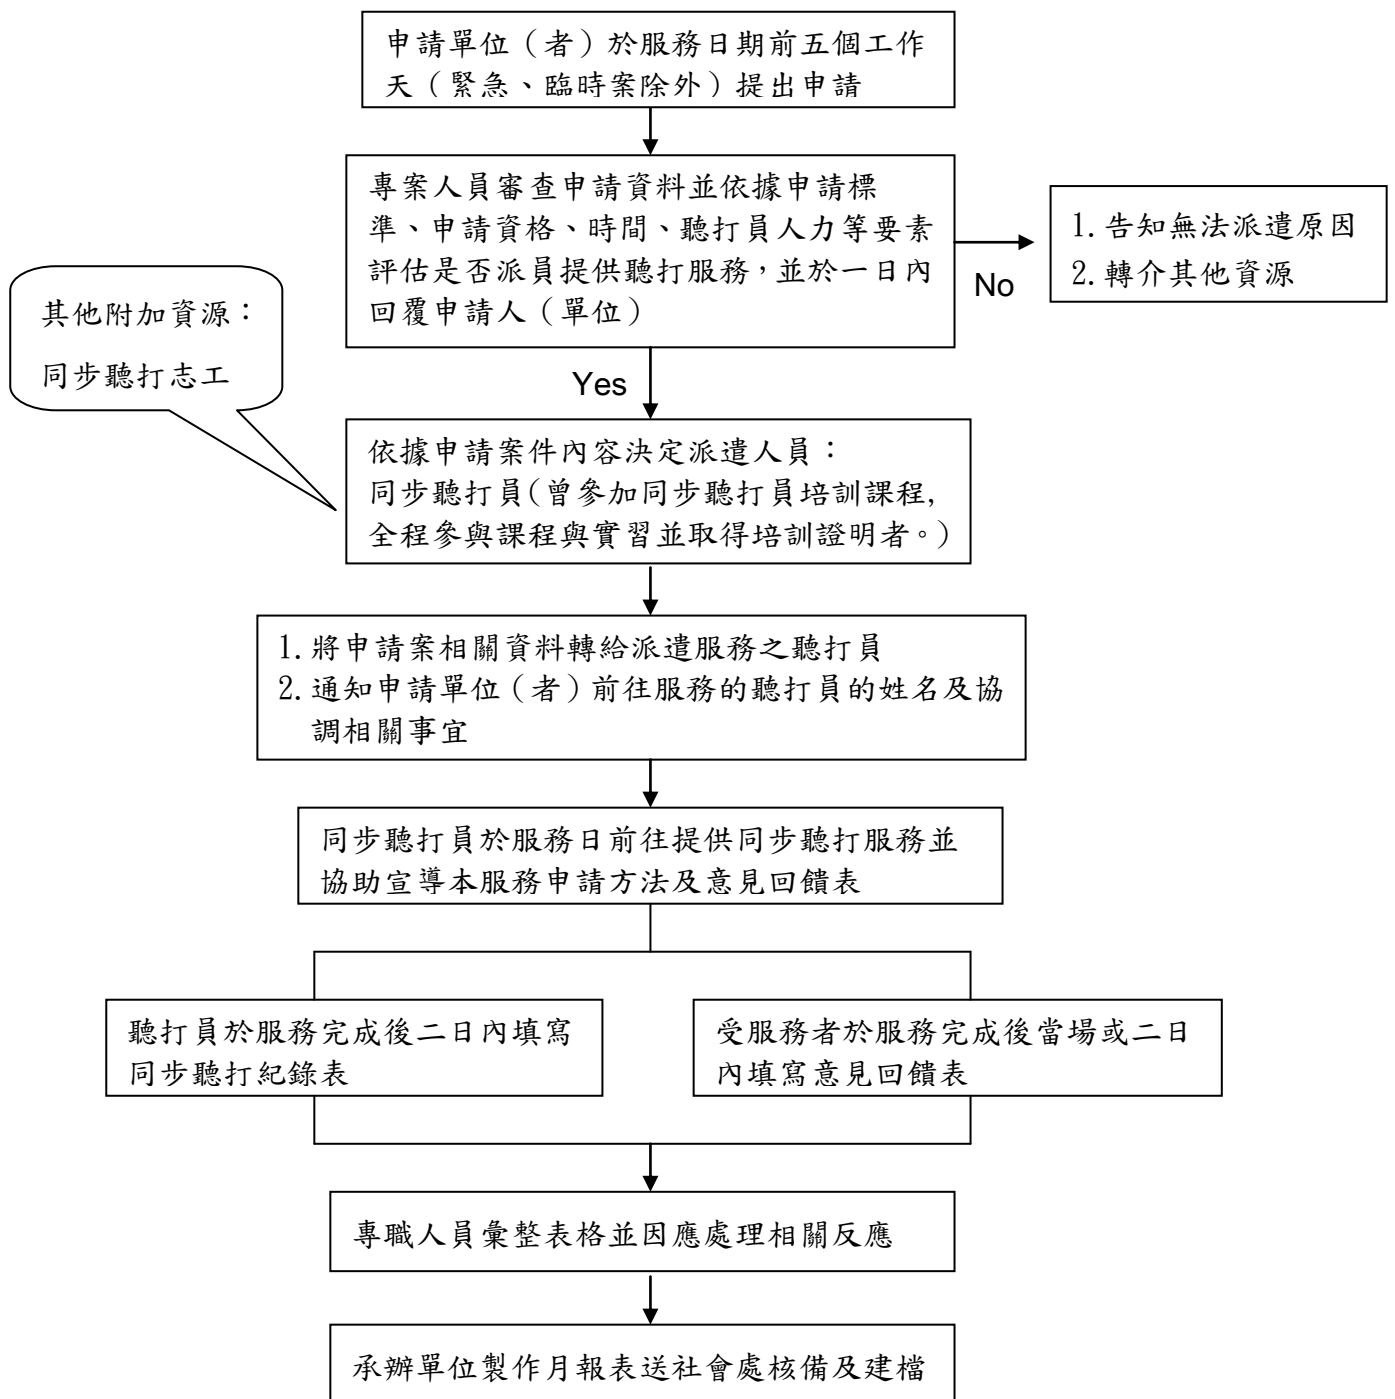 申請單位（者）於服務日期前五個工作
天（緊急、臨時案除外）提出申請
專案人員審查申請資料並依據申請標
準、申請資格、時間、聽打員人力等要素
評估是否派員提供聽打服務，並於一日內
回覆申請人（單位）
No
1. 告知無法派遣原因
2. 轉介其他資源
其他附加資源：
同步聽打志工
Yes
依據申請案件內容決定派遣人員：
同步聽打員(曾參加同步聽打員培訓課程,
全程參與課程與實習並取得培訓證明者。)
1. 將申請案相關資料轉給派遣服務之聽打員
2. 通知申請單位（者）前往服務的聽打員的姓名及協
調相關事宜
同步聽打員於服務日前往提供同步聽打服務並
協助宣導本服務申請方法及意見回饋表
聽打員於服務完成後二日內填寫
同步聽打紀錄表
受服務者於服務完成後當場或二日
內填寫意見回饋表
專職人員彙整表格並因應處理相關反應
承辦單位製作月報表送社會處核備及建檔